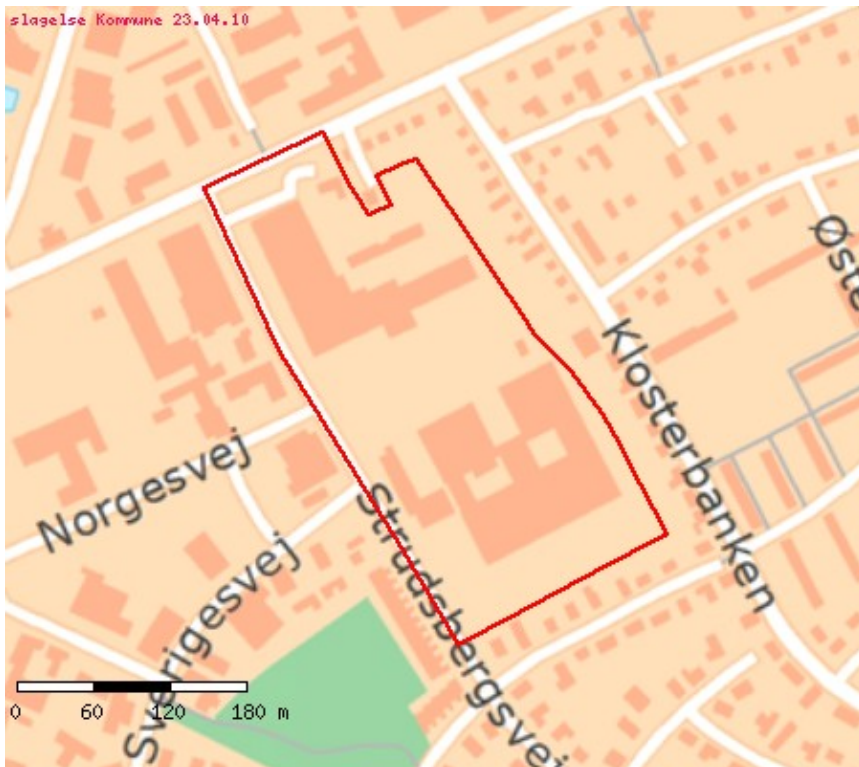 slagelse Kommune 23.04.10
Øste
Klosterbanken
Norgesvej
Strudsbergsvej
Sverigesvej
0 60 120 180 m